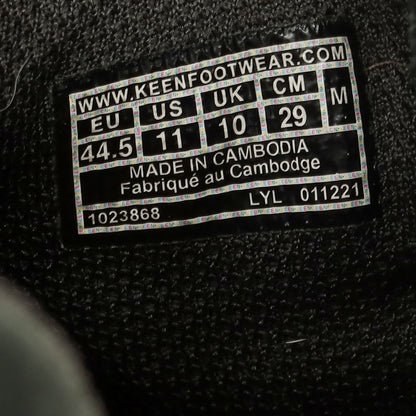 WWW.KEENFOOTWEAR.COM
EU US UK CM M
44.5 11 10 29
MADE IN CAMBODIA
Fabriqué au Cambodge
1023868 LYL 011221